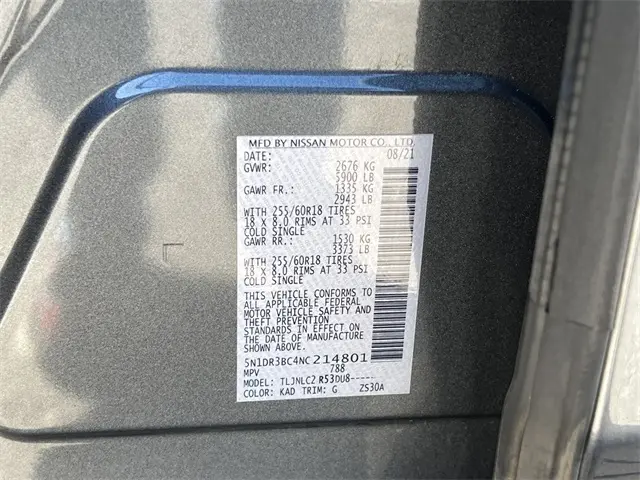 MFD BY NISSAN MOTOR CO., LTD.
DATE: 08/21
GVWR: 2676 KG
5900 LB
GAWR FR.: 1335 KG
2943 LB
WITH 255/60R18 TIRES
18 x 8.0 RIMS AT 33 PSI
COLD SINGLE
GAWR RR.: 1530 KG
3373 LB
WITH 255/60R18 TIRES
18 x 8.0 RIMS AT 33 PSI
COLD SINGLE
THIS VEHICLE CONFORMS TO
ALL APPLICABLE FEDERAL
MOTOR VEHICLE SAFETY AND
THEFT PREVENTION
STANDARDS IN EFFECT ON
THE DATE OF MANUFACTURE
SHOWN ABOVE.
5N1DR3BC4NC214801
MPV 788
MODEL: TLJNLC2 R53DU8-----
COLOR: KAD TRIM: G ZS30A